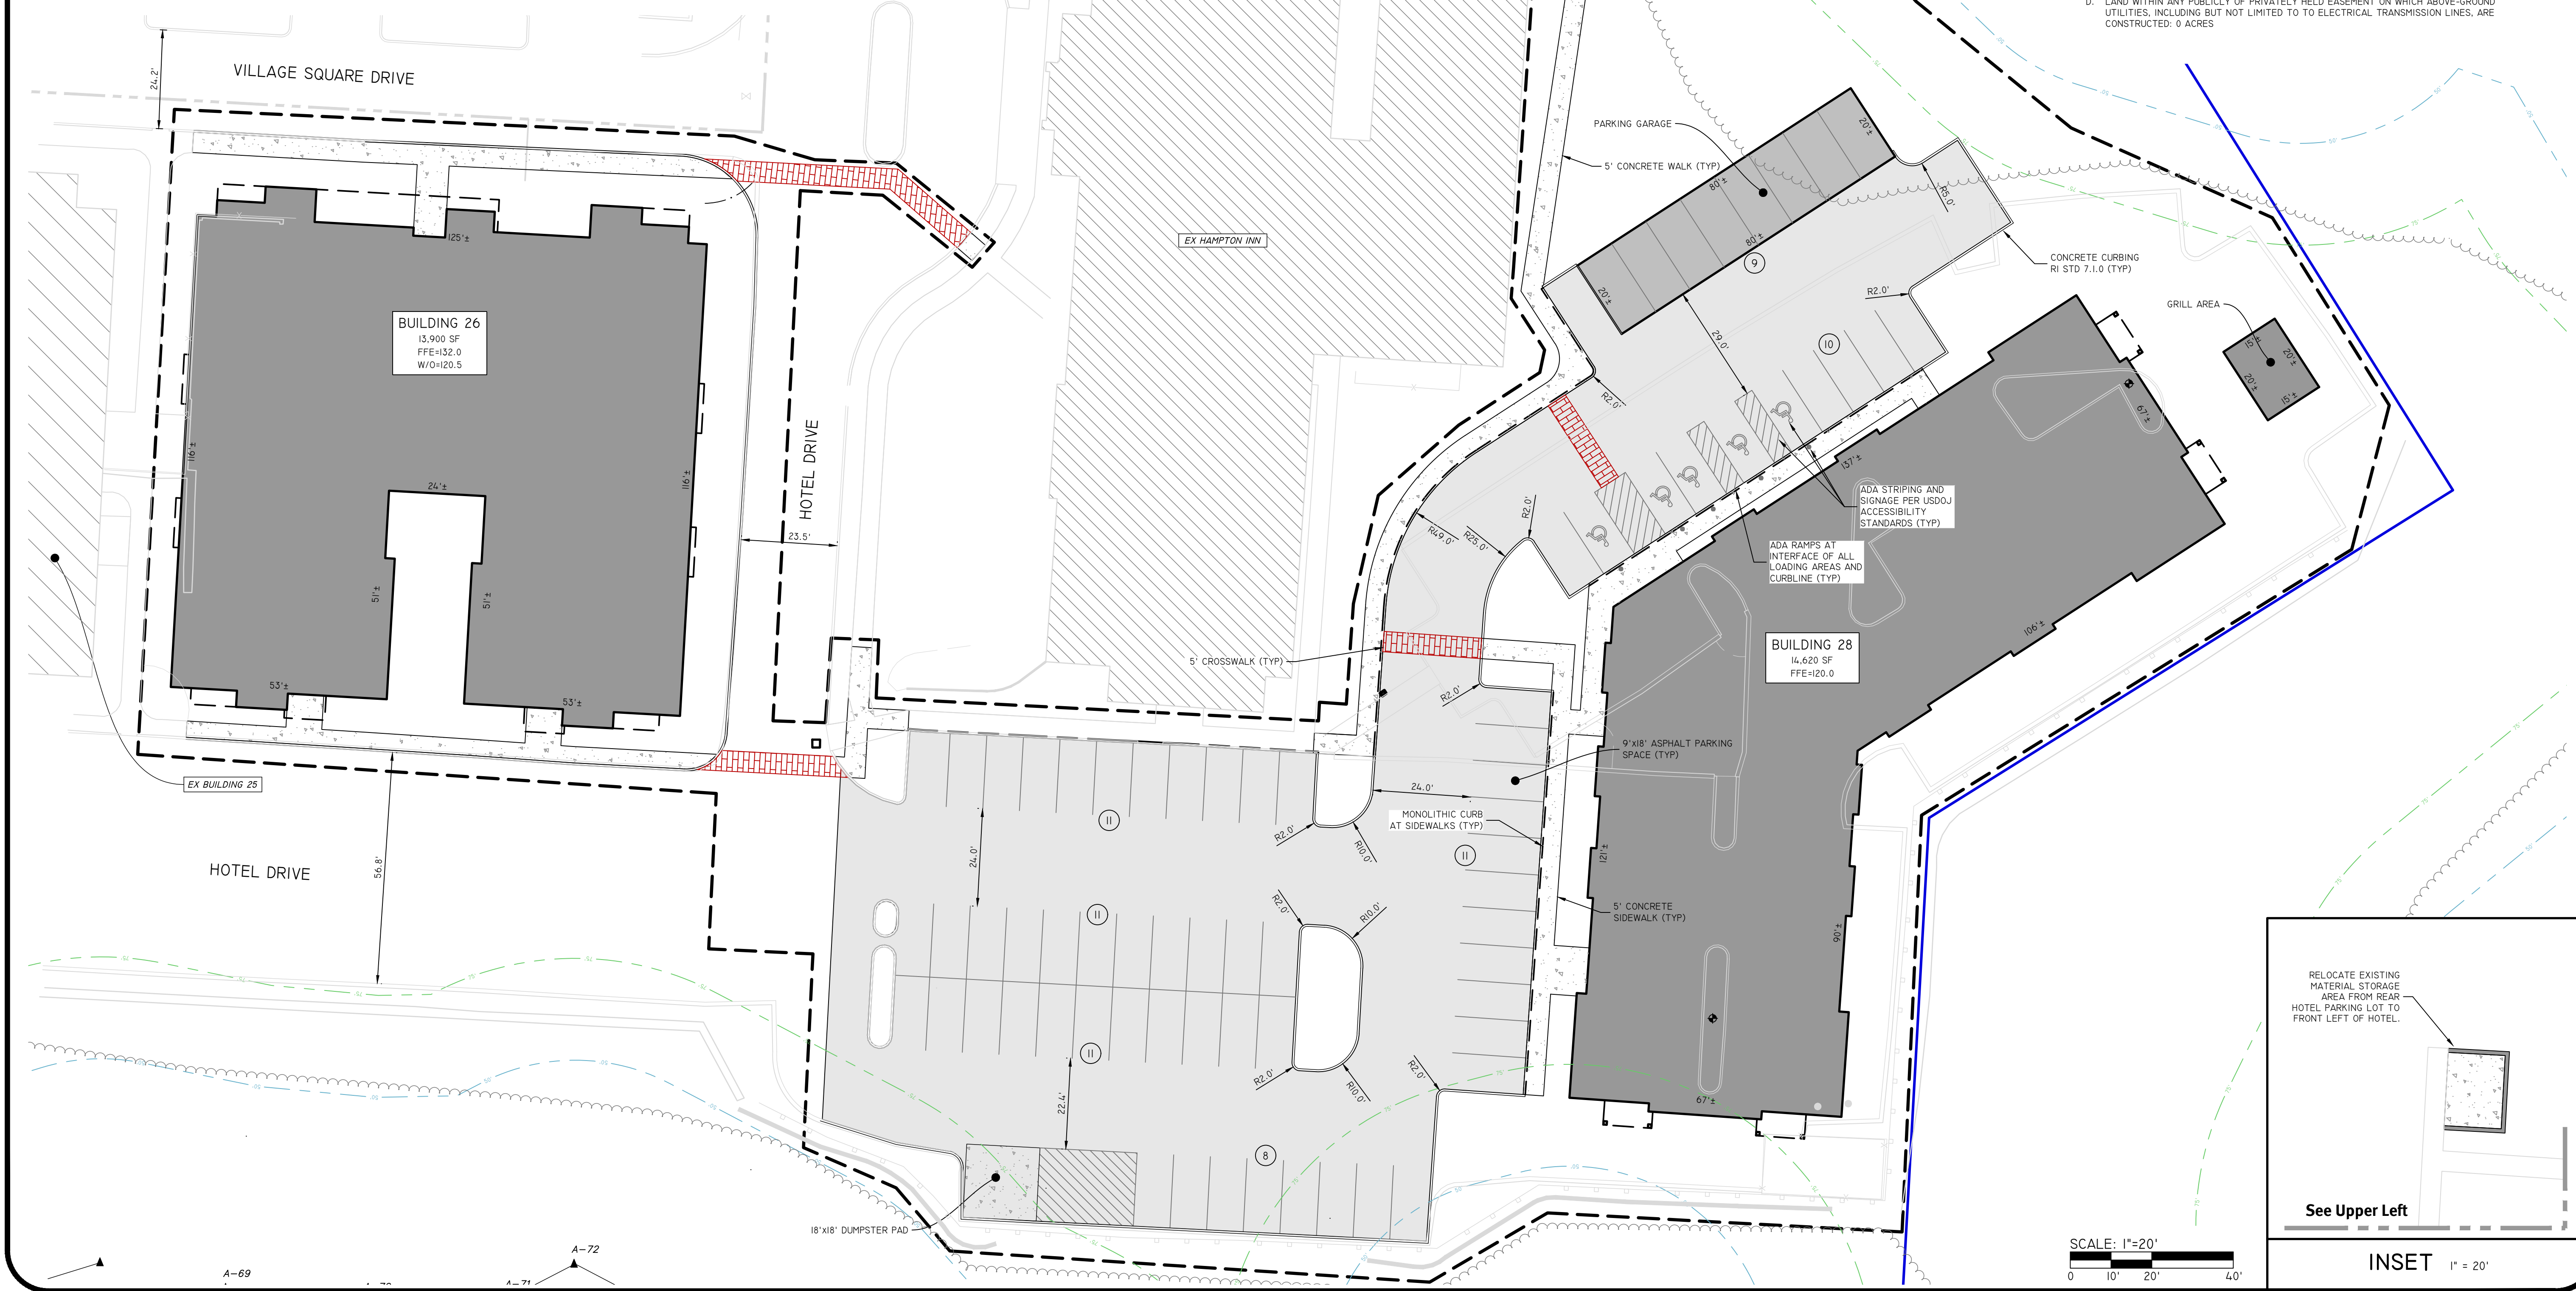 D. LAND WITHIN ANY PUBLICLY OF PRIVATELY HELD EASEMENT ON WHICH ABOVE-GROUND
UTILITIES, INCLUDING BUT NOT LIMITED TO TO ELECTRICAL TRANSMISSION LINES, ARE
CONSTRUCTED: 0 ACRES
24.2'
VILLAGE SQUARE DRIVE
125'±
BUILDING 26
13,900 SF
FFE=132.0
W/O=120.5
116'±
116'±
24'±
51'±
51'±
53'±
53'±
HOTEL DRIVE
23.5'
EX BUILDING 25
HOTEL DRIVE
56.8'
EX HAMPTON INN
PARKING GARAGE
5' CONCRETE WALK (TYP)
80'±
80'±
20'±
20'±
9
R5.0'
CONCRETE CURBING
RI STD 7.1.0 (TYP)
R2.0'
GRILL AREA
15'±
20'±
20'±
15'±
29.0'
10
R2.0'
67'±
137'±
ADA STRIPING AND
SIGNAGE PER USDOJ
ACCESSIBILITY
STANDARDS (TYP)
ADA RAMPS AT
INTERFACE OF ALL
LOADING AREAS AND
CURBLINE (TYP)
R49.0'
R25.0'
R2.0'
5' CROSSWALK (TYP)
R2.0'
BUILDING 28
14,620 SF
FFE=120.0
106'±
9'x18' ASPHALT PARKING
SPACE (TYP)
24.0'
MONOLITHIC CURB
AT SIDEWALKS (TYP)
11
11
R2.0'
R10.0'
24.0'
121'±
5' CONCRETE
SIDEWALK (TYP)
90'±
11
R2.0'
R10.0'
11
R2.0'
R10.0'
R2.0'
22.4'
67'±
8
18'x18' DUMPSTER PAD
A-72
A-69
RELOCATE EXISTING
MATERIAL STORAGE
AREA FROM REAR
HOTEL PARKING LOT TO
FRONT LEFT OF HOTEL.
See Upper Left
SCALE: 1"=20'
0 10' 20' 40'
INSET 1" = 20'